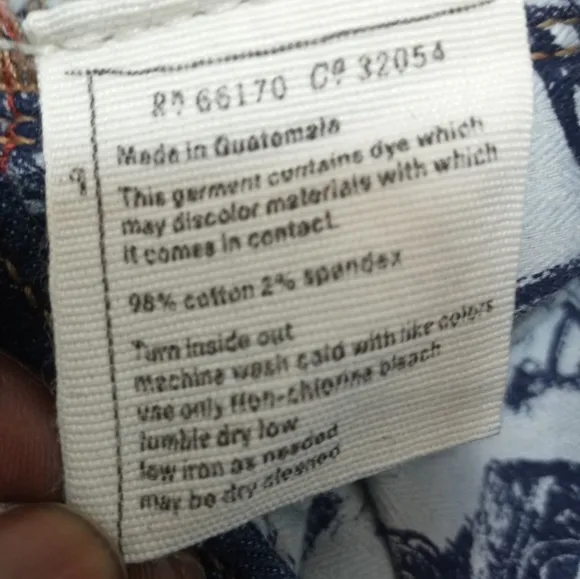 Rn 66170 Ca 32054
Made in Guatemala
This garment contains dye which
may discolor materials with which
it comes in contact.
98% cotton 2% spandex
Turn inside out
machine wash cold with like colors
use only non-chlorine bleach
tumble dry low
low iron as needed
may be dry cleaned